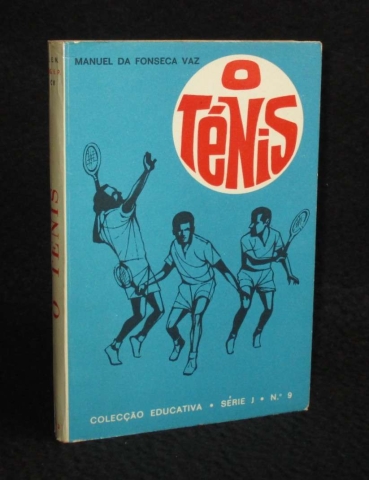 MANUEL DA FONSECA VAZ
O
TÉNIS
COLECÇÃO EDUCATIVA • SÉRIE J • N.º 9
O TÉNIS